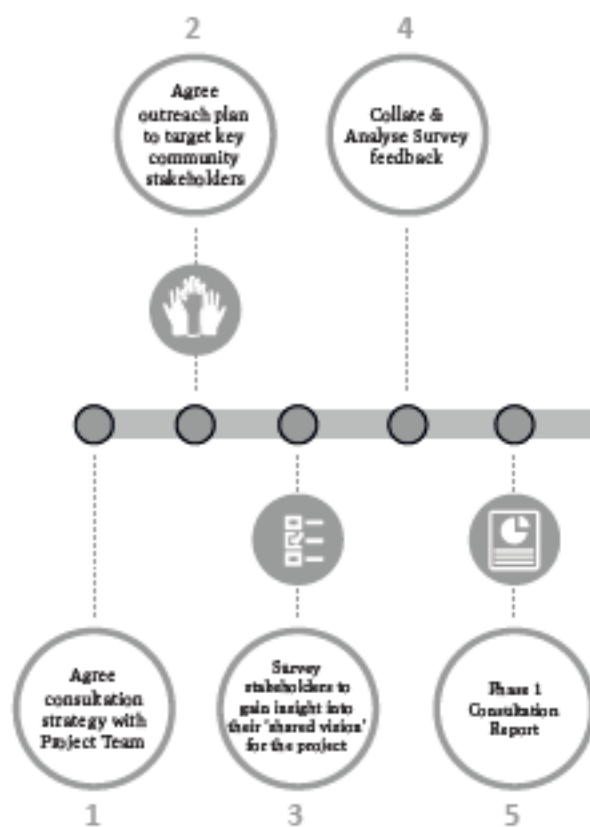 2
Agree
outreach plan
to target key
community
stakeholders
4
Collate &
Analyse Survey
feedback
Agree
consultation
strategy with
Project Team
1
Survey
stakeholders to
gain insight into
their 'shared vision'
for the project
3
Phase 1
Consultation
Report
5